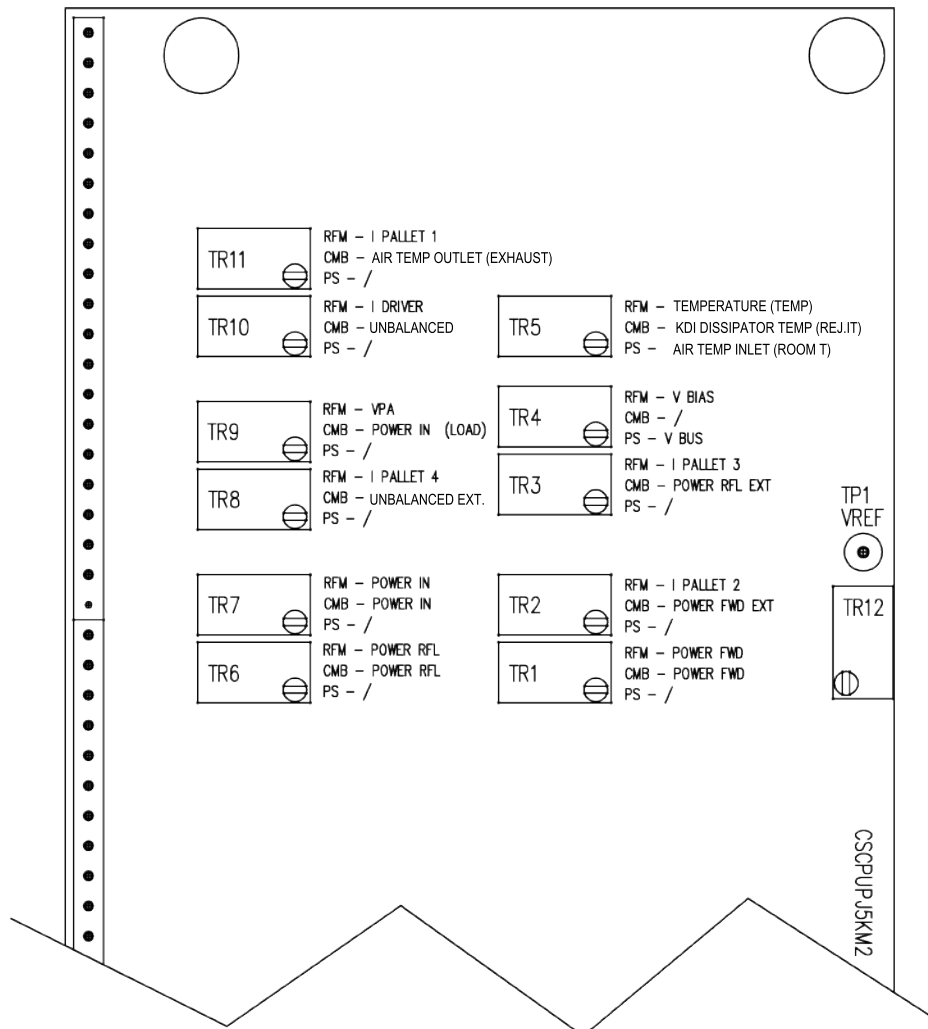 TR11
RFM – I PALLET 1
CMB – AIR TEMP OUTLET (EXHAUST)
PS – /
TR10
RFM – I DRIVER
CMB – UNBALANCED
PS – /
TR5
RFM – TEMPERATURE (TEMP)
CMB – KDI DISSIPATOR TEMP (REJ.IT)
PS – AIR TEMP INLET (ROOM T)
TR9
RFM – VPA
CMB – POWER IN (LOAD)
PS – /
TR4
RFM – V BIAS
CMB – /
PS – V BUS
TR8
RFM – I PALLET 4
CMB – UNBALANCED EXT.
PS – /
TR3
RFM – I PALLET 3
CMB – POWER RFL EXT
PS – /
TP1
VREF
TR7
RFM – POWER IN
CMB – POWER IN
PS – /
TR2
RFM – I PALLET 2
CMB – POWER FWD EXT
PS – /
TR12
TR6
RFM – POWER RFL
CMB – POWER RFL
PS – /
TR1
RFM – POWER FWD
CMB – POWER FWD
PS – /
CSCPUPJ5KM2